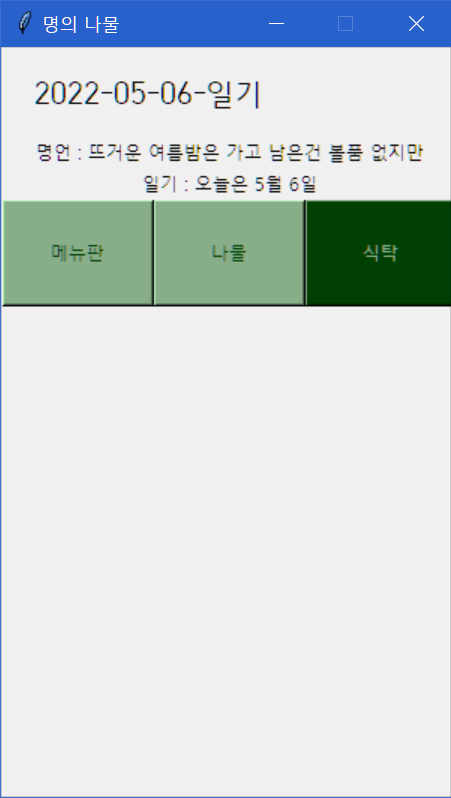 명의 나물
2022-05-06-일기
명언 : 뜨거운 여름밤은 가고 남은건 볼품 없지만
일기 : 오늘은 5월 6일
메뉴판 나물 식탁